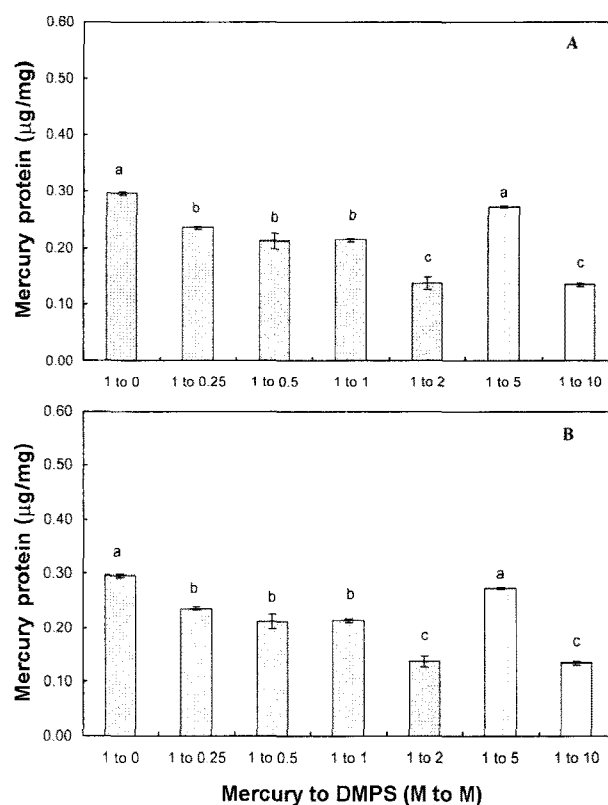 A
Mercury protein (µg/mg)
0.60
0.50
0.40
0.30
0.20
0.10
0.00
a
b
b
b
c
a
c
1 to 0
1 to 0.25
1 to 0.5
1 to 1
1 to 2
1 to 5
1 to 10
B
Mercury protein (µg/mg)
0.60
0.50
0.40
0.30
0.20
0.10
0.00
a
b
b
b
c
a
c
1 to 0
1 to 0.25
1 to 0.5
1 to 1
1 to 2
1 to 5
1 to 10
Mercury to DMPS (M to M)